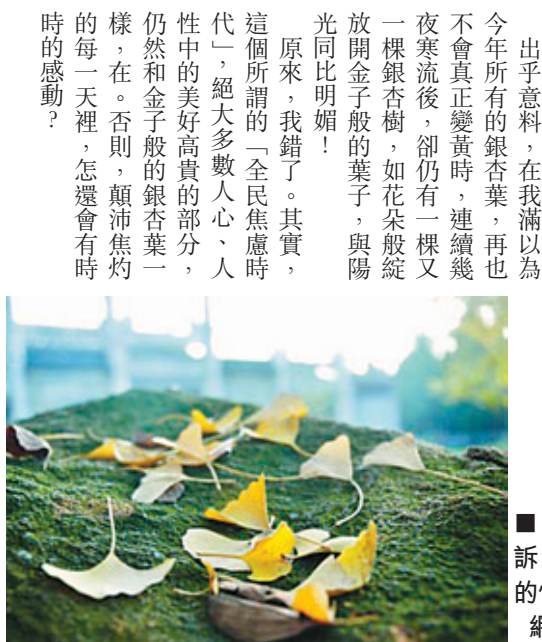 出乎意料，在我滿以為
今年所有的銀杏葉，再也
不會真正變黃時，連續幾
夜寒流後，卻仍有一棵又
一棵銀杏樹，如花朵般綻
放開金子般的葉子，與陽
光同比明媚！
原來，我錯了。其實，
這個所謂的「全民焦慮時
代」，絕大多數人心、人
性中的美好高貴的部分，
仍然和金子般的銀杏葉一
樣，在。否則，顛沛焦灼
的每一天裡，怎還會有時
時的感動？
■
訴
的